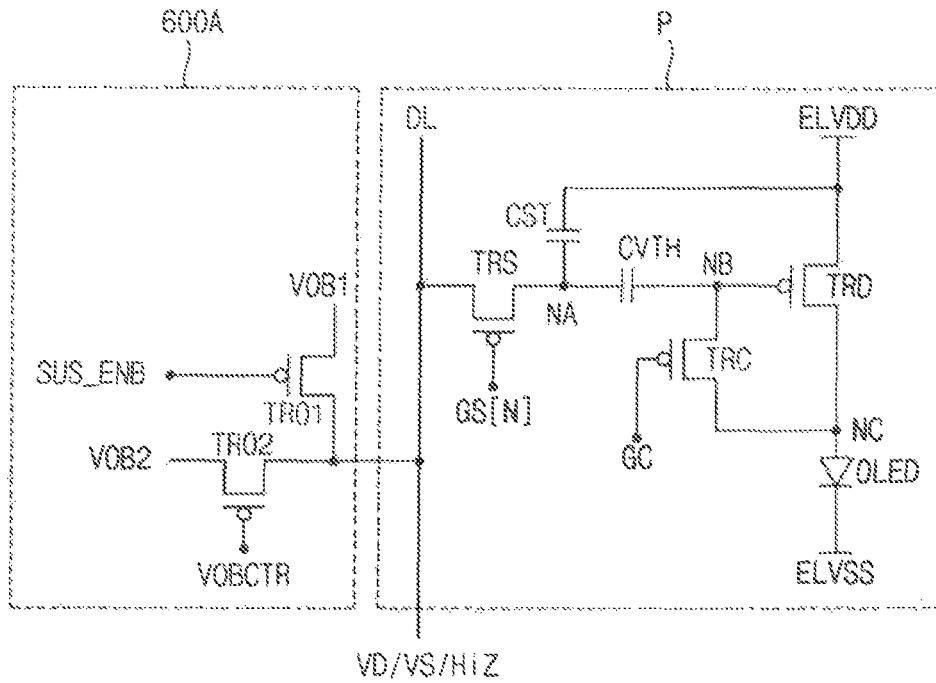 600A
P
DL
ELVDD
CST
TRS
CVTH
NB
TRD
VOB1
NA
TRC
SUS_ENB
TRO1
GS[N]
VOB2
TRO2
NC
GC
OLED
VOBCTR
ELVSS
VD/VS/HiZ